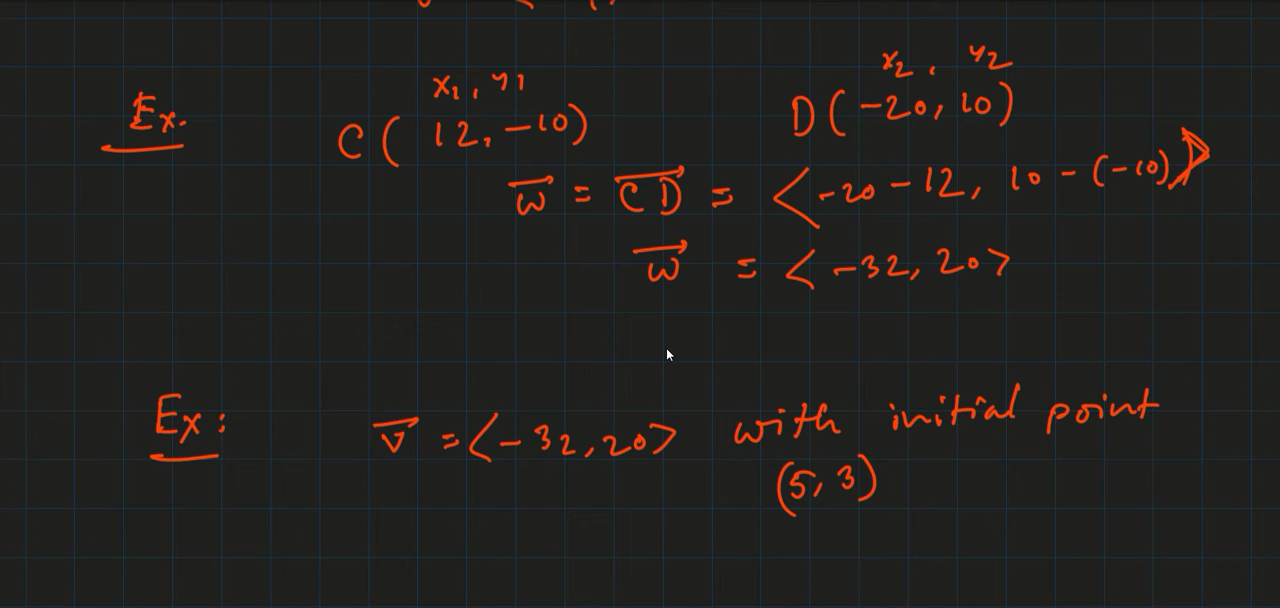 x₁, y₁
x₂, y₂
Ex.
C(12, -10)
D(-20, 10)
w⃗ = CD⃗ = <-20 - 12, 10 - (-10)>
w⃗ = <-32, 20>
Ex:
v⃗ = <-32, 20> with initial point
(5, 3)